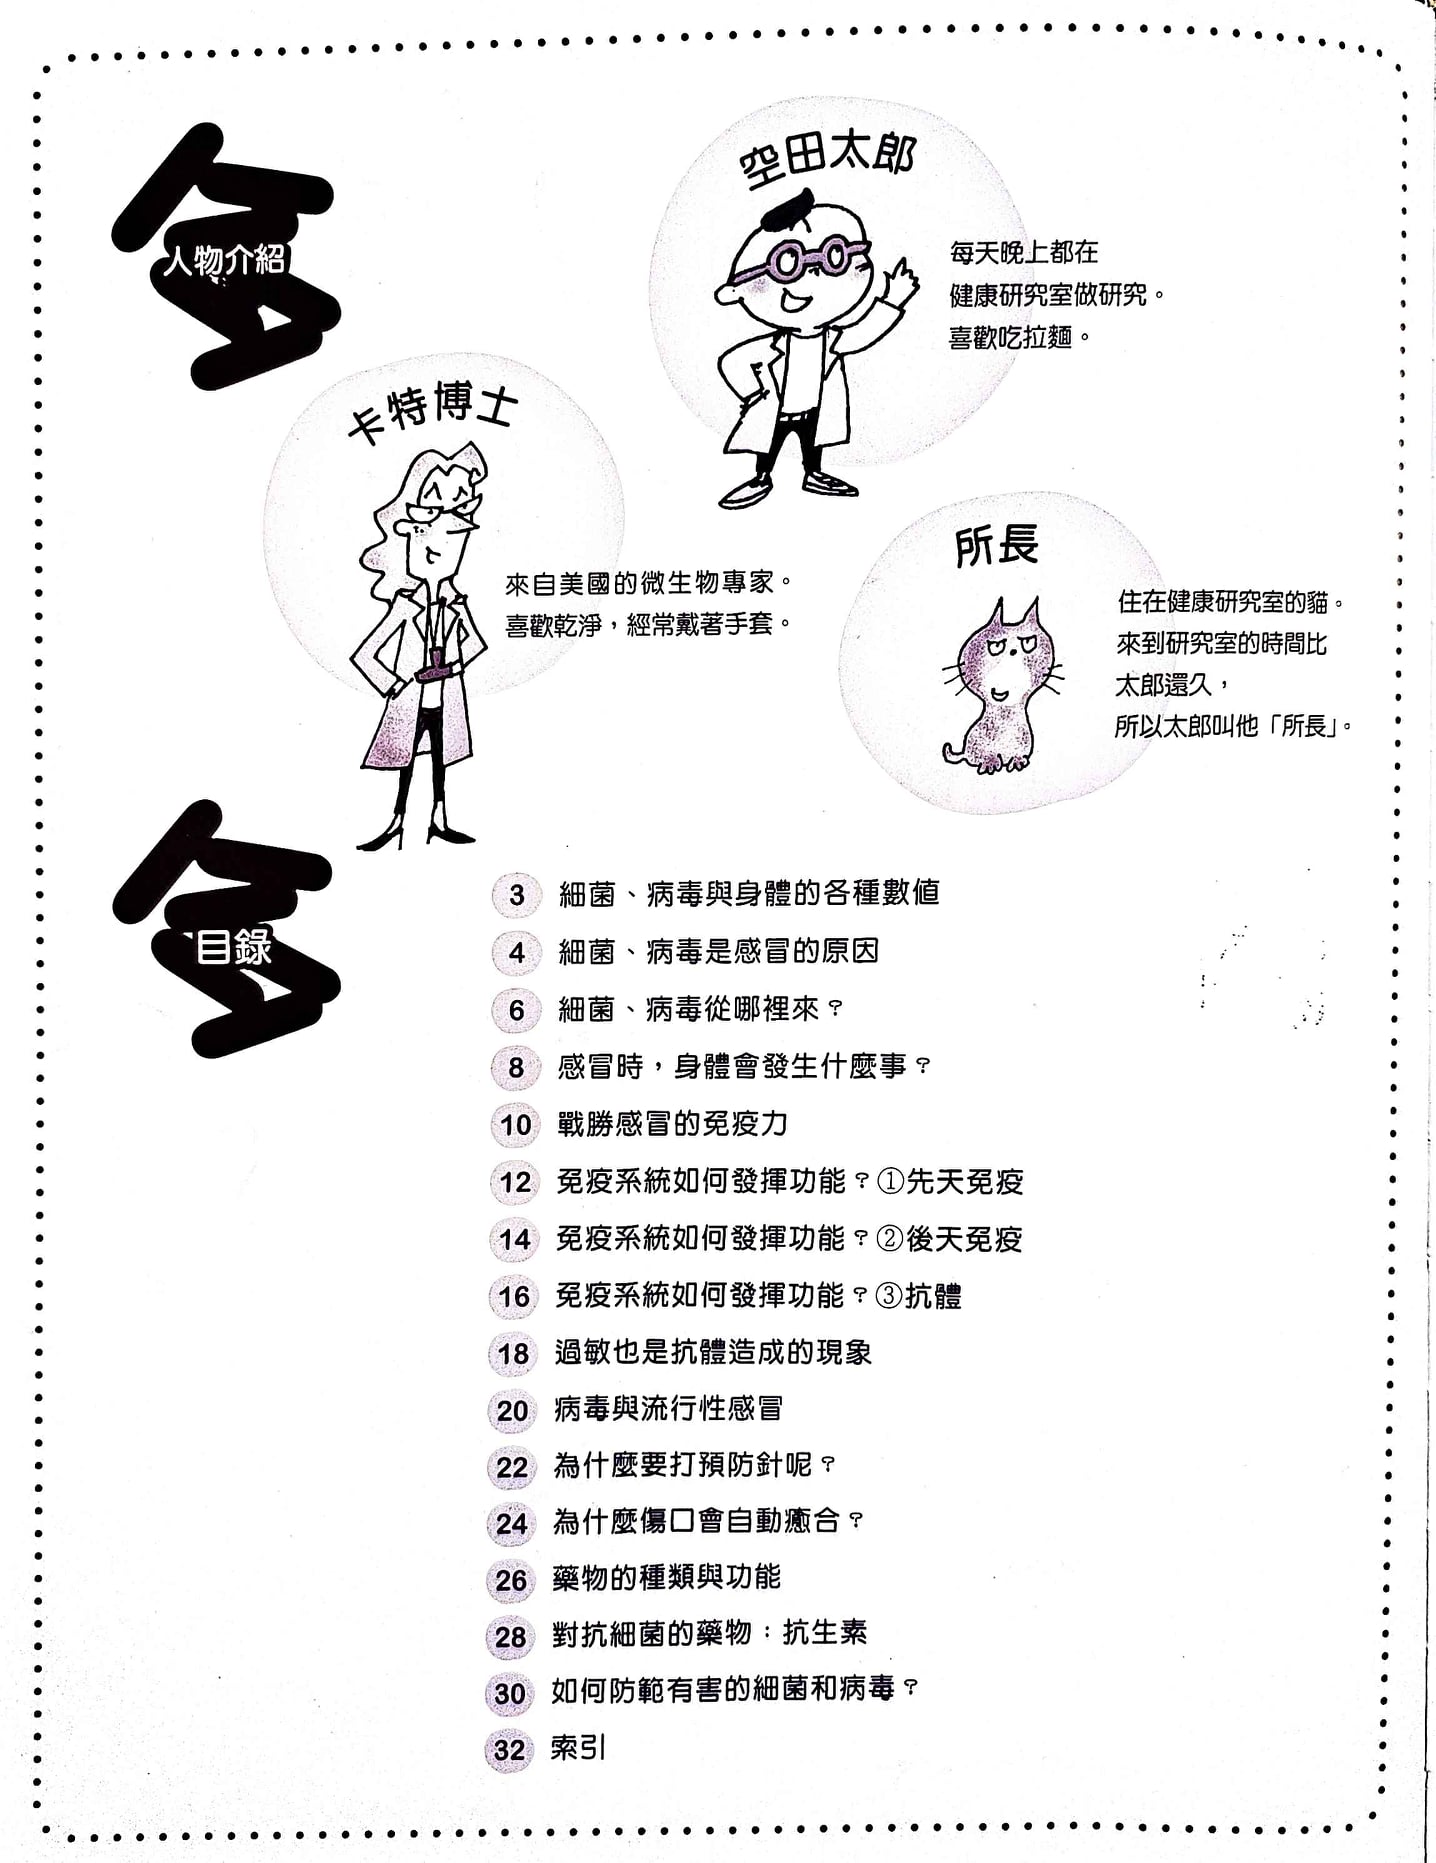 人物介紹
空田太郎
每天晚上都在
健康研究室做研究。
喜歡吃拉麵。
卡特博士
來自美國的微生物專家。
喜歡乾淨，經常戴著手套。
所長
住在健康研究室的貓。
來到研究室的時間比
太郎還久，
所以太郎叫他「所長」。
目錄
3 細菌、病毒與身體的各種數值
4 細菌、病毒是感冒的原因
6 細菌、病毒從哪裡來？
8 感冒時，身體會發生什麼事？
10 戰勝感冒的免疫力
12 免疫系統如何發揮功能？①先天免疫
14 免疫系統如何發揮功能？②後天免疫
16 免疫系統如何發揮功能？③抗體
18 過敏也是抗體造成的現象
20 病毒與流行性感冒
22 為什麼要打預防針呢？
24 為什麼傷口會自動癒合？
26 藥物的種類與功能
28 對抗細菌的藥物：抗生素
30 如何防範有害的細菌和病毒？
32 索引